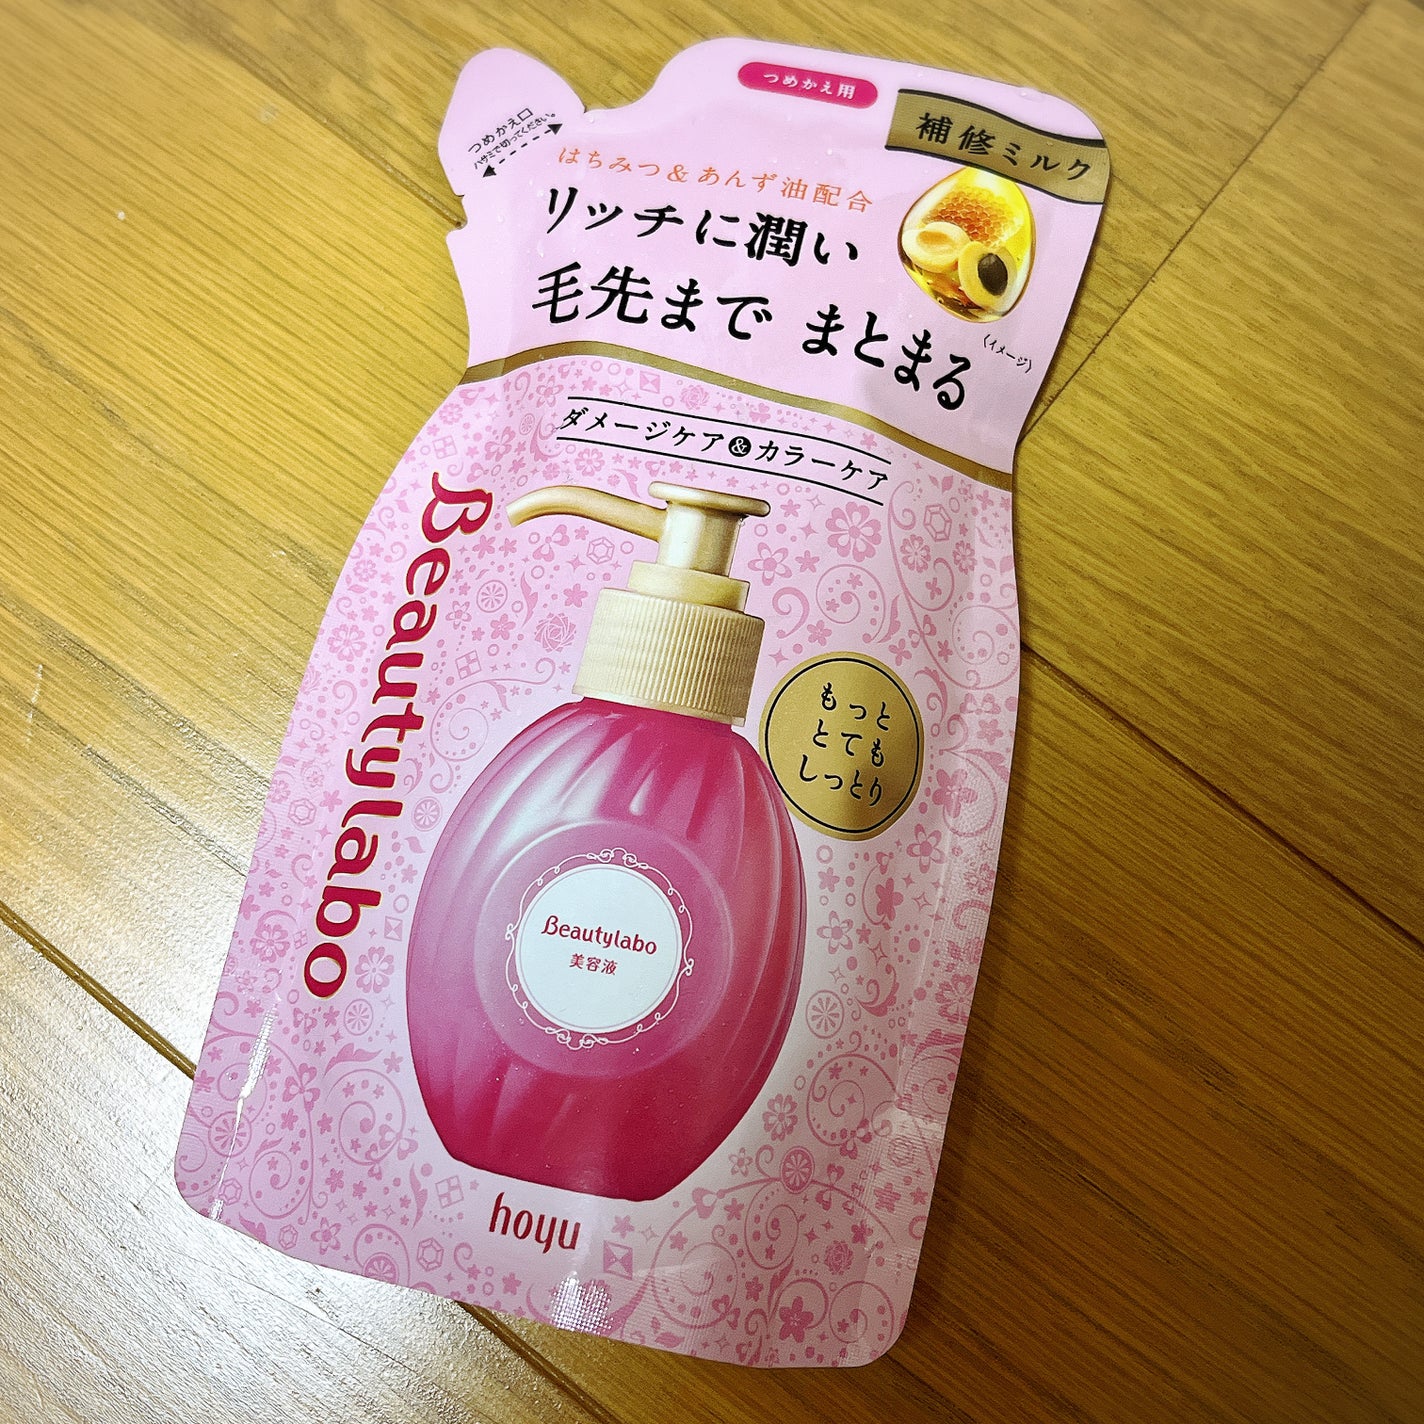 つめかえ用
補修ミルク
つめかえ口
ハサミで切ってください。
はちみつ&あんず油配合
リッチに潤い
毛先まで まとまる
(イメージ)
ダメージケア&カラーケア
Beautylabo
もっと
とても
しっとり
Beautylabo
美容液
hoyu